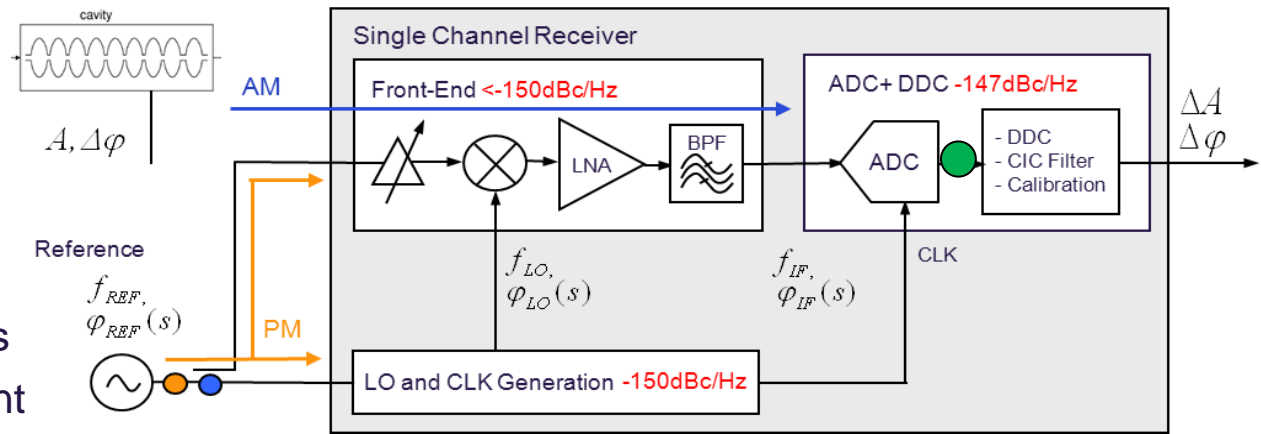 cavity
Single Channel Receiver
AM
Front-End <-150dBc/Hz
ADC+ DDC -147dBc/Hz
A, Δφ
LNA
BPF
ADC
- DDC
- CIC Filter
- Calibration
ΔA
Δφ
Reference
f_REF,
φ_REF(s)
f_LO,
φ_LO(s)
f_IF,
φ_IF(s)
CLK
PM
s
LO and CLK Generation -150dBc/Hz
nt